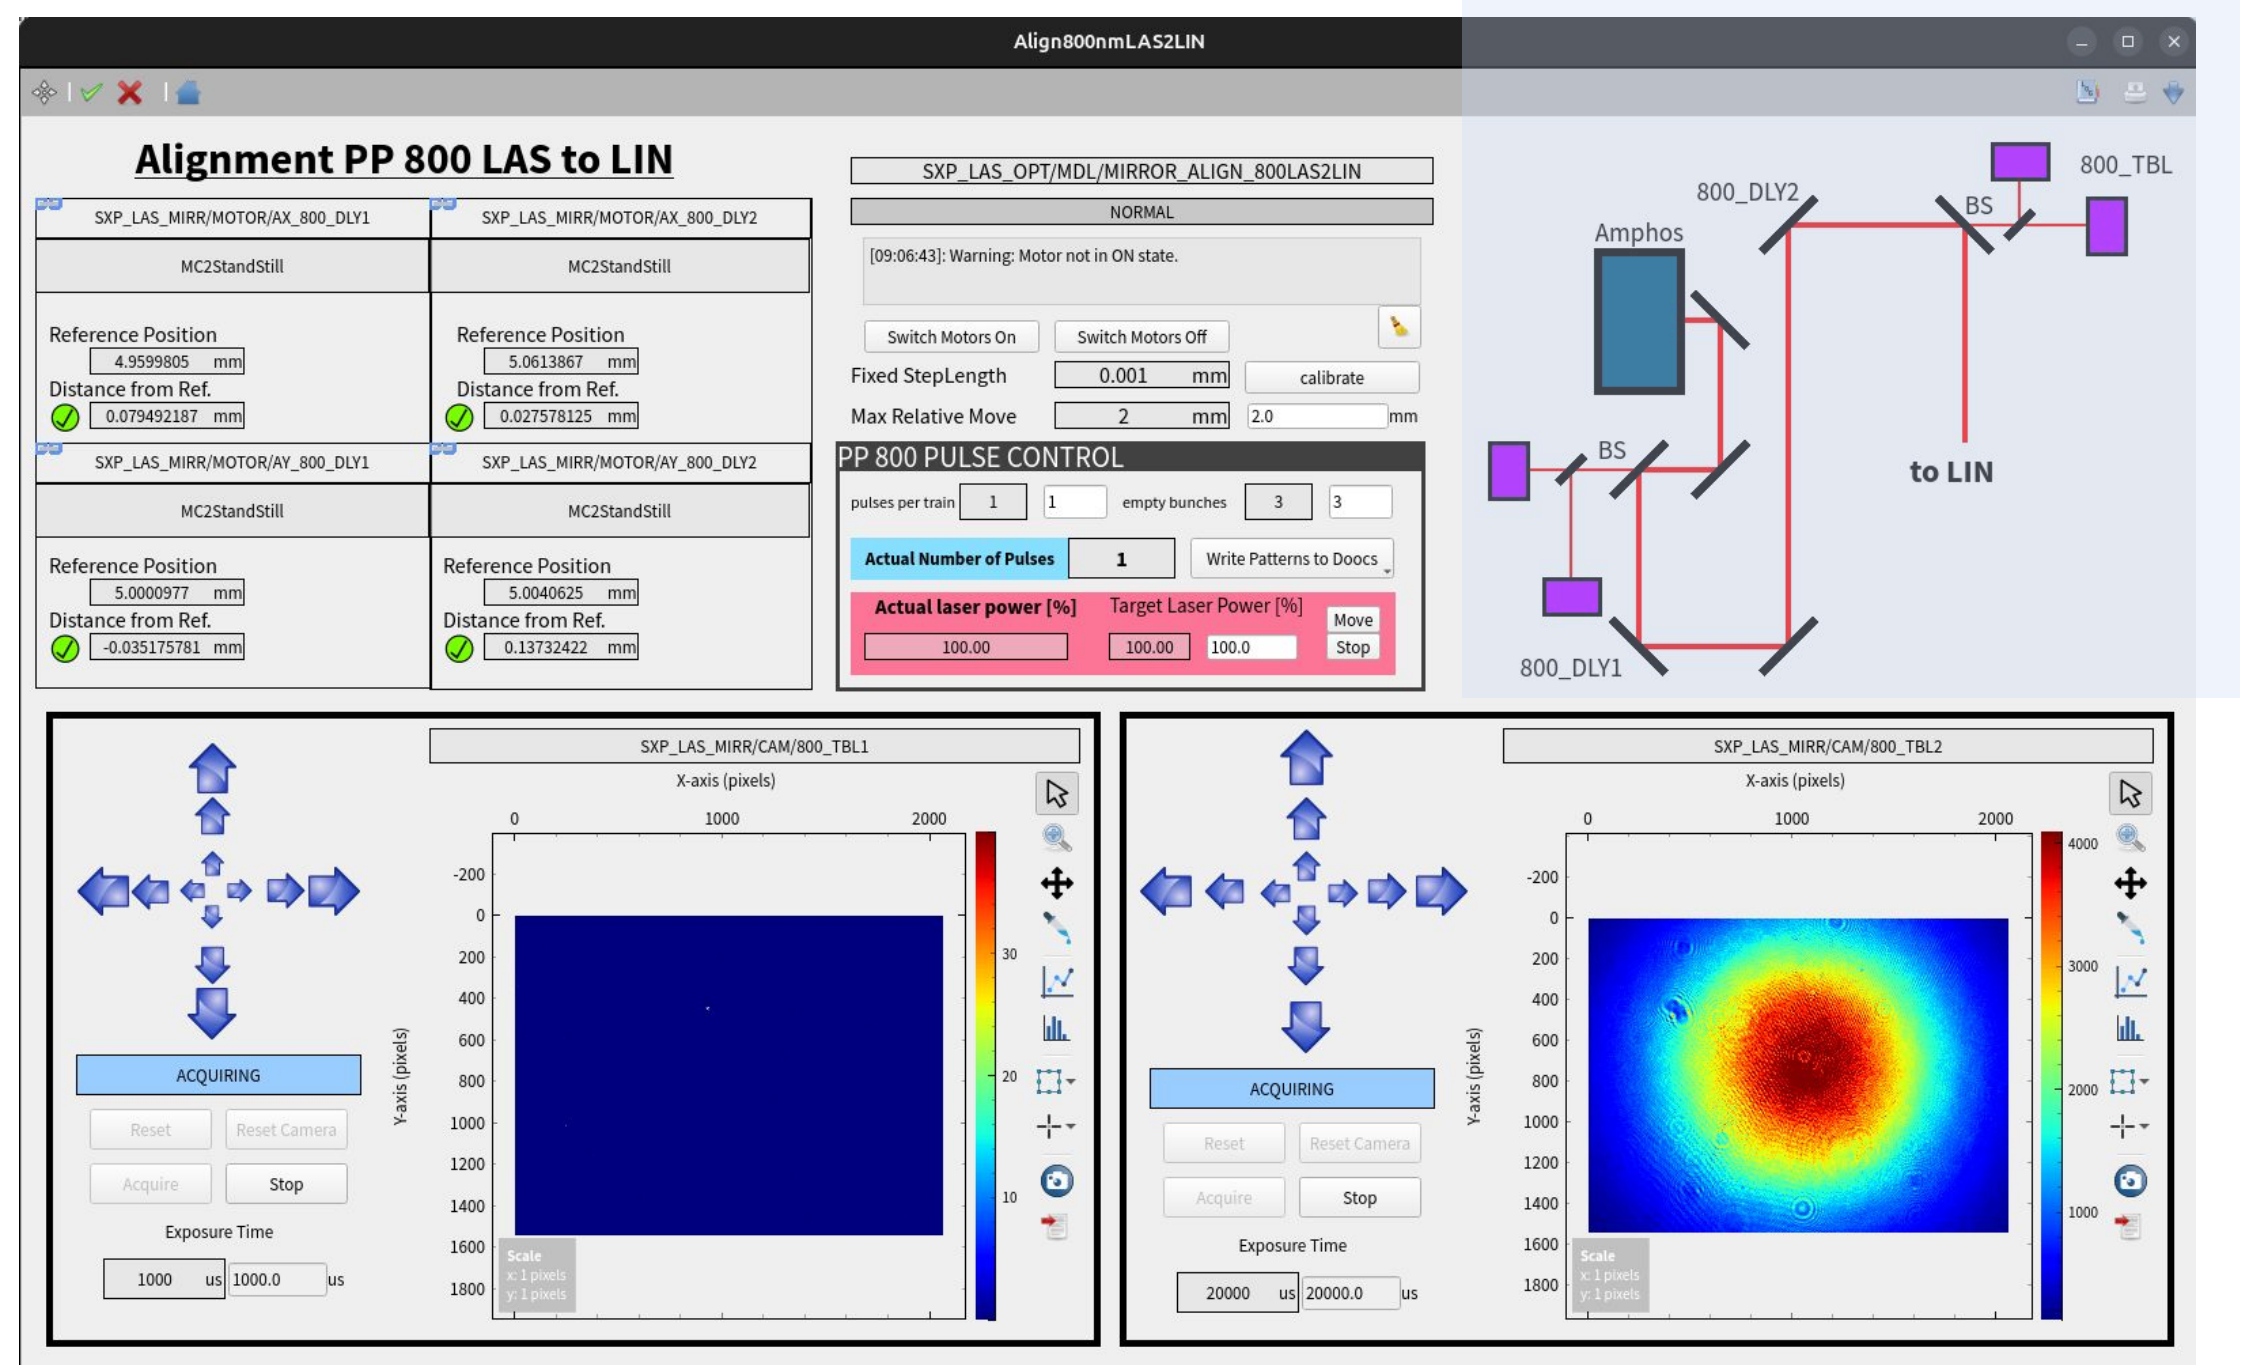 Align800nmLAS2LIN
Alignment PP 800 LAS to LIN
SXP_LAS_MIRR/MOTOR/AX_800_DLY1
SXP_LAS_MIRR/MOTOR/AX_800_DLY2
MC2StandStill
MC2StandStill
Reference Position
4.9599805 mm
Distance from Ref.
0.079492187 mm
Reference Position
5.0613867 mm
Distance from Ref.
0.027578125 mm
SXP_LAS_MIRR/MOTOR/AY_800_DLY1
SXP_LAS_MIRR/MOTOR/AY_800_DLY2
MC2StandStill
MC2StandStill
Reference Position
5.0000977 mm
Distance from Ref.
-0.035175781 mm
Reference Position
5.0040625 mm
Distance from Ref.
0.13732422 mm
SXP_LAS_OPT/MDL/MIRROR_ALIGN_800LAS2LIN
NORMAL
[09:06:43]: Warning: Motor not in ON state.
Switch Motors On
Switch Motors Off
Fixed StepLength 0.001 mm calibrate
Max Relative Move 2 mm 2.0 mm
PP 800 PULSE CONTROL
pulses per train 1 1 empty bunches 3 3
Actual Number of Pulses 1 Write Patterns to Doocs
Actual laser power [%] Target Laser Power [%] Move
100.00 100.00 100.0 Stop
800_TBL
800_DLY2
BS
Amphos
BS
to LIN
800_DLY1
SXP_LAS_MIRR/CAM/800_TBL1
X-axis (pixels)
0 1000 2000
-200
0
200
400
600
800
1000
1200
1400
1600
1800
Y-axis (pixels)
30
20
10
Scale
x: 1 pixels
y: 1 pixels
ACQUIRING
Reset Reset Camera
Acquire Stop
Exposure Time
1000 us 1000.0 us
SXP_LAS_MIRR/CAM/800_TBL2
X-axis (pixels)
0 1000 2000
-200
0
200
400
600
800
1000
1200
1400
1600
1800
Y-axis (pixels)
4000
3000
2000
1000
Scale
x: 1 pixels
y: 1 pixels
ACQUIRING
Reset Reset Camera
Acquire Stop
Exposure Time
20000 us 20000.0 us